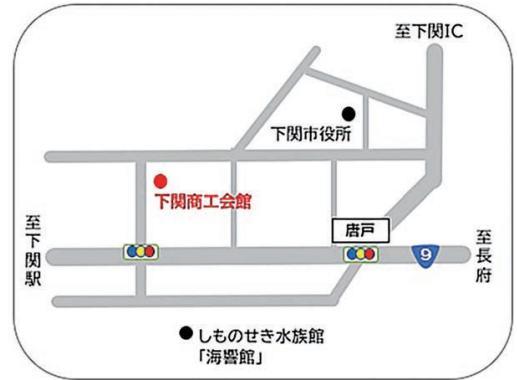 至下関IC
下関市役所
下関商工会館
唐戸
至下関駅
9
至長府
しものせき水族館
「海響館」